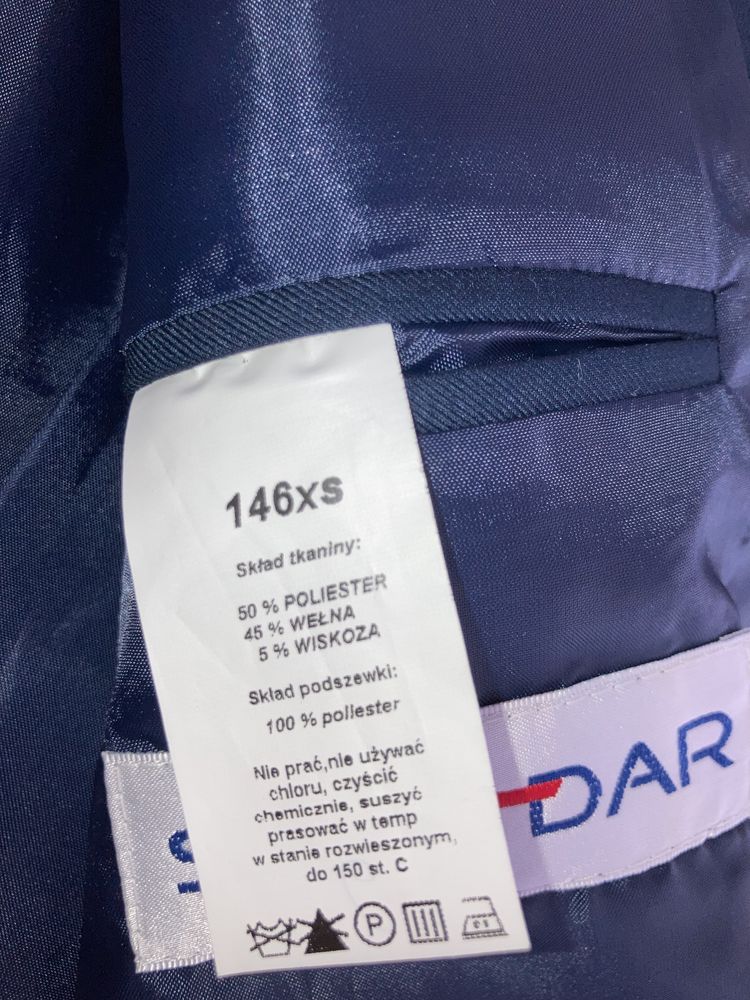 146xs
Skład tkaniny:
50 % POLIESTER
45 % WEŁNA
5 % WISKOZA
Skład podszewki:
100 % poliester
Nie prać,nie używać
chloru, czyścić
chemicznie, suszyć
prasować w temp
w stanie rozwieszonym,
do 150 st. C
P
DAR